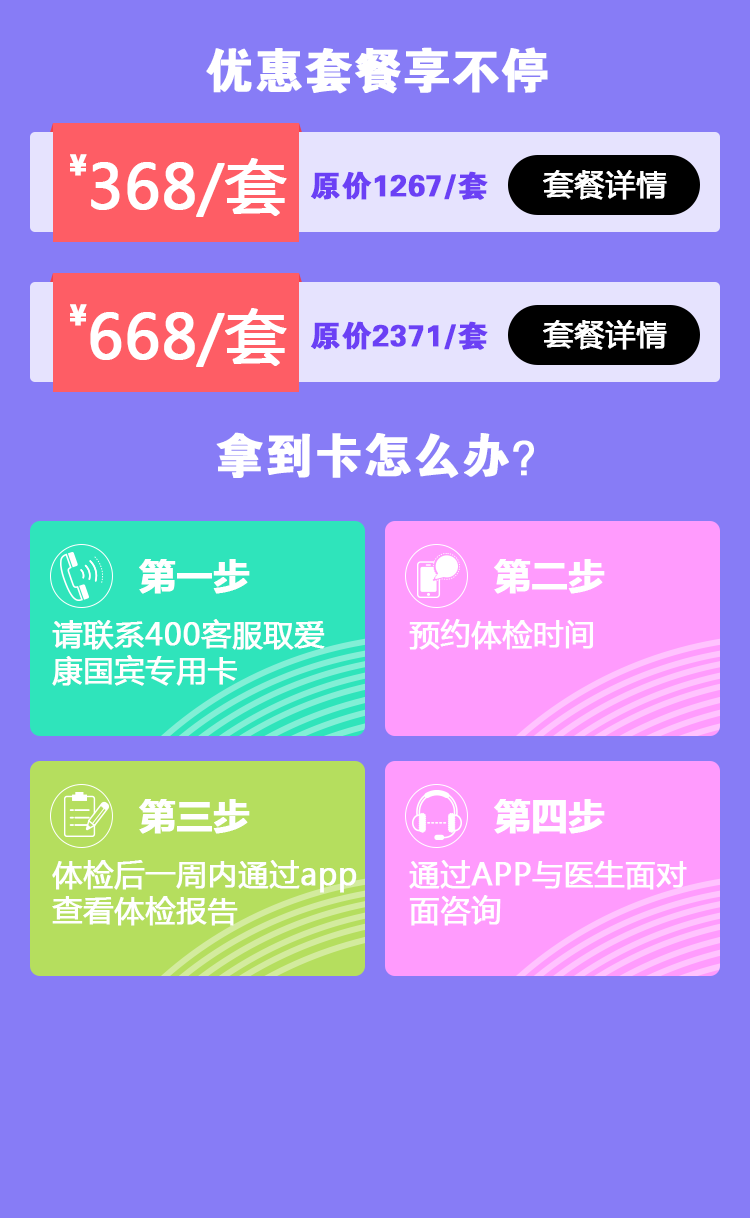 优惠套餐享不停
¥368/套 原价1267/套 套餐详情
¥668/套 原价2371/套 套餐详情
拿到卡怎么办?
第一步
请联系400客服取爱
康国宾专用卡
第二步
预约体检时间
第三步
体检后一周内通过app
查看体检报告
第四步
通过APP与医生面对
面咨询